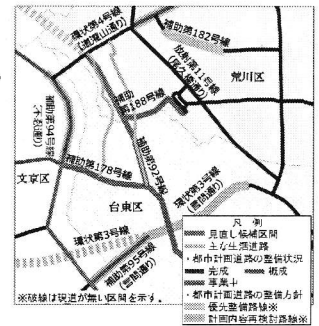 環状第4号線
(道灌山通り)
補助第182号線
放射第11号線
(尾久橋通り)
荒川区
補助
第188号線
補助第94号線
(不忍通り)
補助第92号線
補助第178号線
文京区
台東区
環状第3号線
(言問通り)
環状第3号線
補助第95号線
(言問通り)
凡 例
見直し候補区間
主な生活道路
・都市計画道路の整備状況
完成
概成
事業中
・都市計画道路の整備方針
優先整備路線※
計画内容再検討路線※
※破線は現道が無い区間を示す。